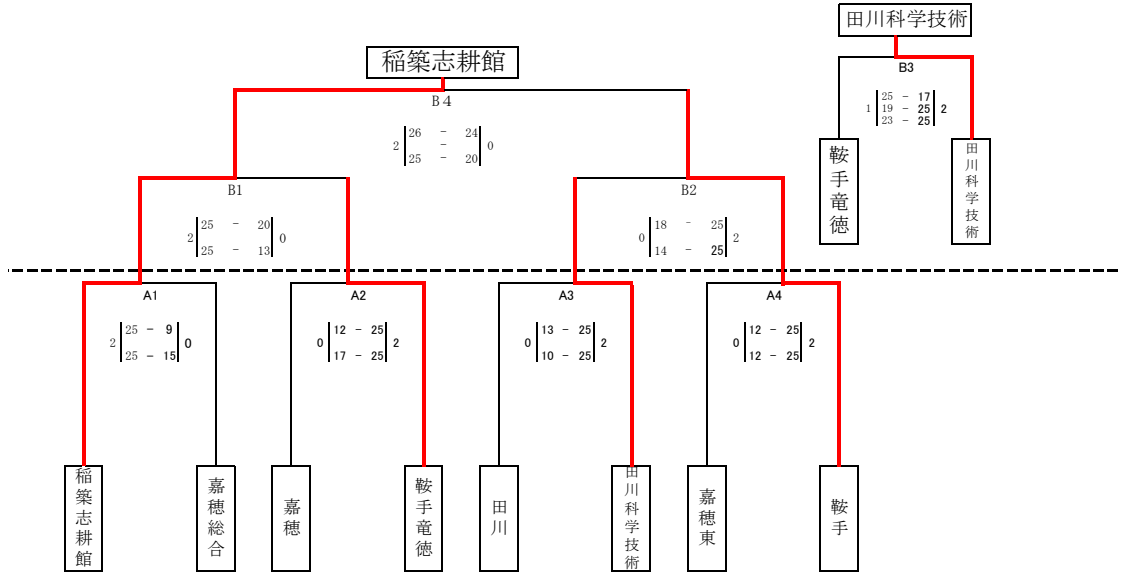 田川科学技術
稲築志耕館
B3
25 - 17
1 19 - 25 2
23 - 25
B4
26 - 24
2 - 0
25 - 20
鞍手竜徳
田川科学技術
B1
25 - 20
2 0
25 - 13
B2
18 - 25
0 2
14 - 25
A1
25 - 9
2 0
25 - 15
A2
12 - 25
0 2
17 - 25
A3
13 - 25
0 2
10 - 25
A4
12 - 25
0 2
12 - 25
稲築志耕館
嘉穂総合
嘉穂
鞍手竜徳
田川
田川科学技術
嘉穂東
鞍手